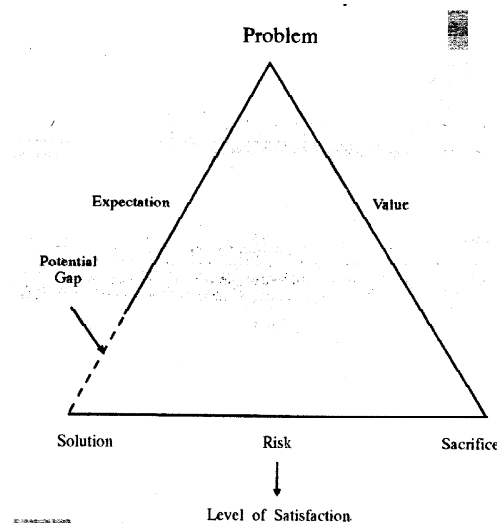 Problem
Expectation
Value
Potential
Gap
Solution
Risk
Sacrifice
Level of Satisfaction